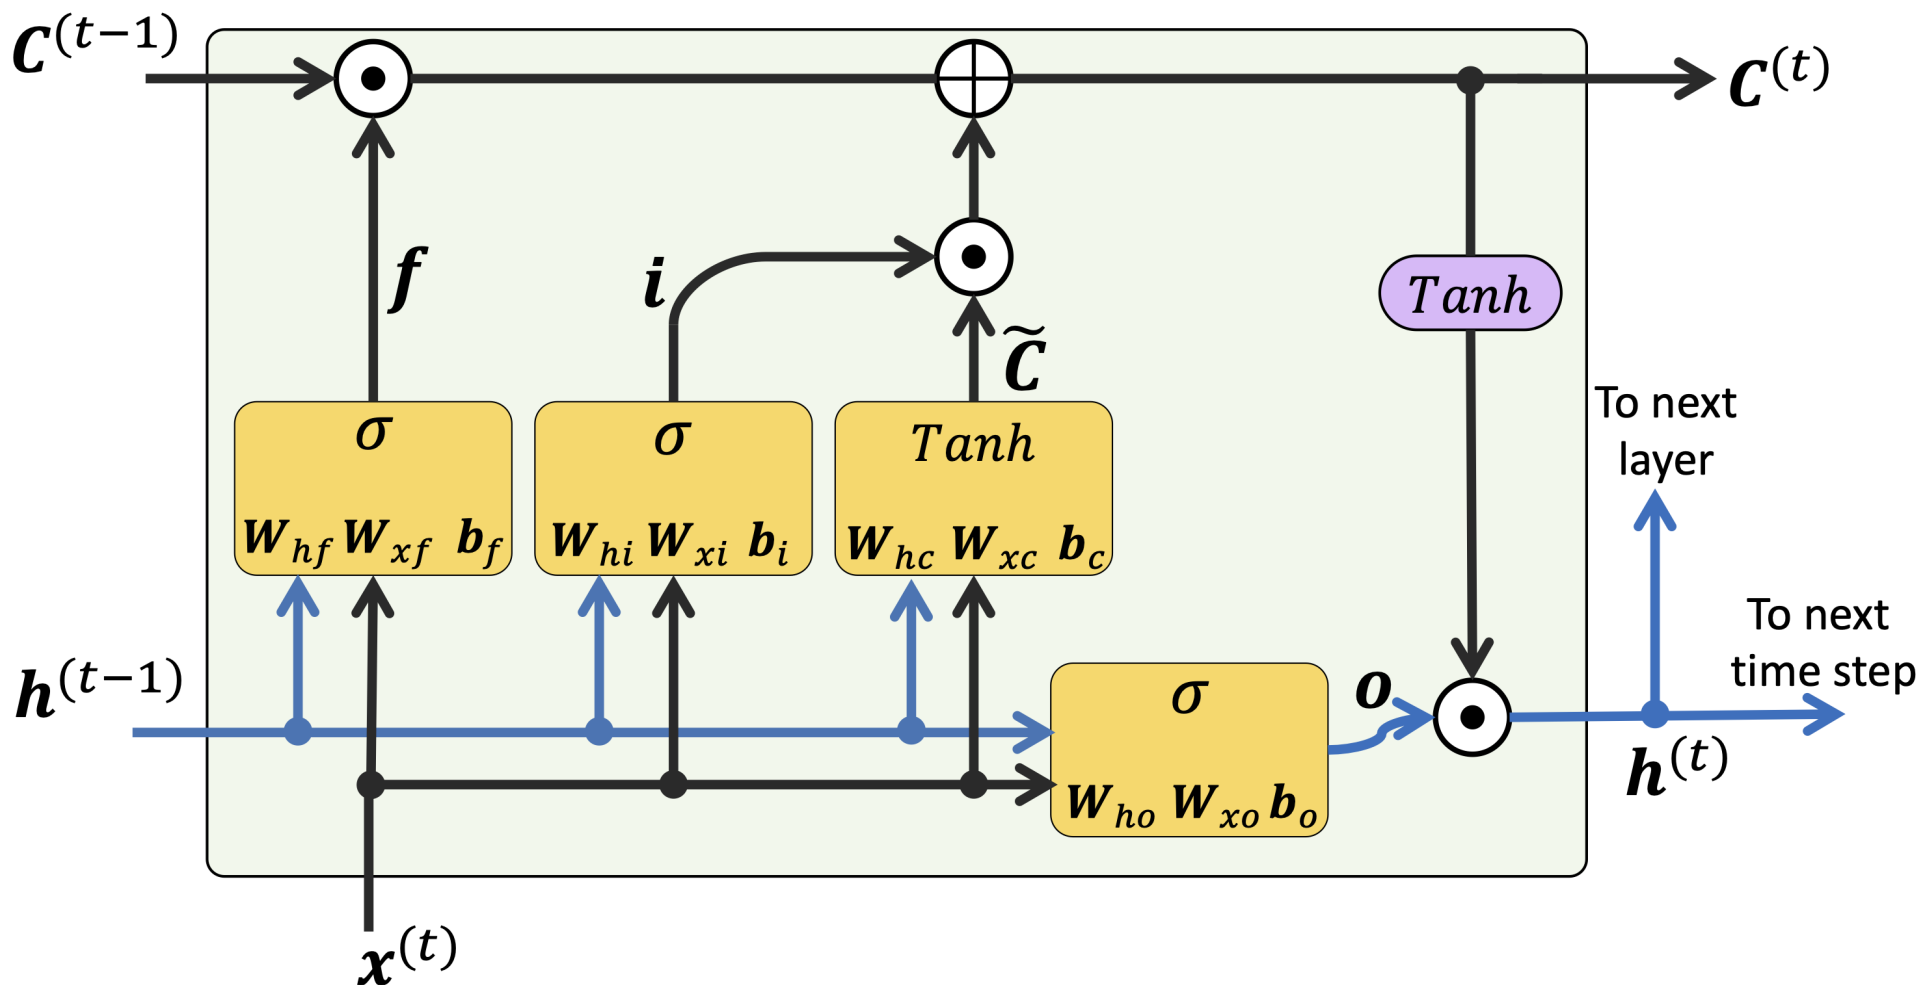 C^(t−1)
C^(t)
f
i
C̃
Tanh
σ
W_hf W_xf b_f
σ
W_hi W_xi b_i
Tanh
W_hc W_xc b_c
To next
layer
To next
time step
h^(t−1)
σ
W_ho W_xo b_o
o
h^(t)
x^(t)